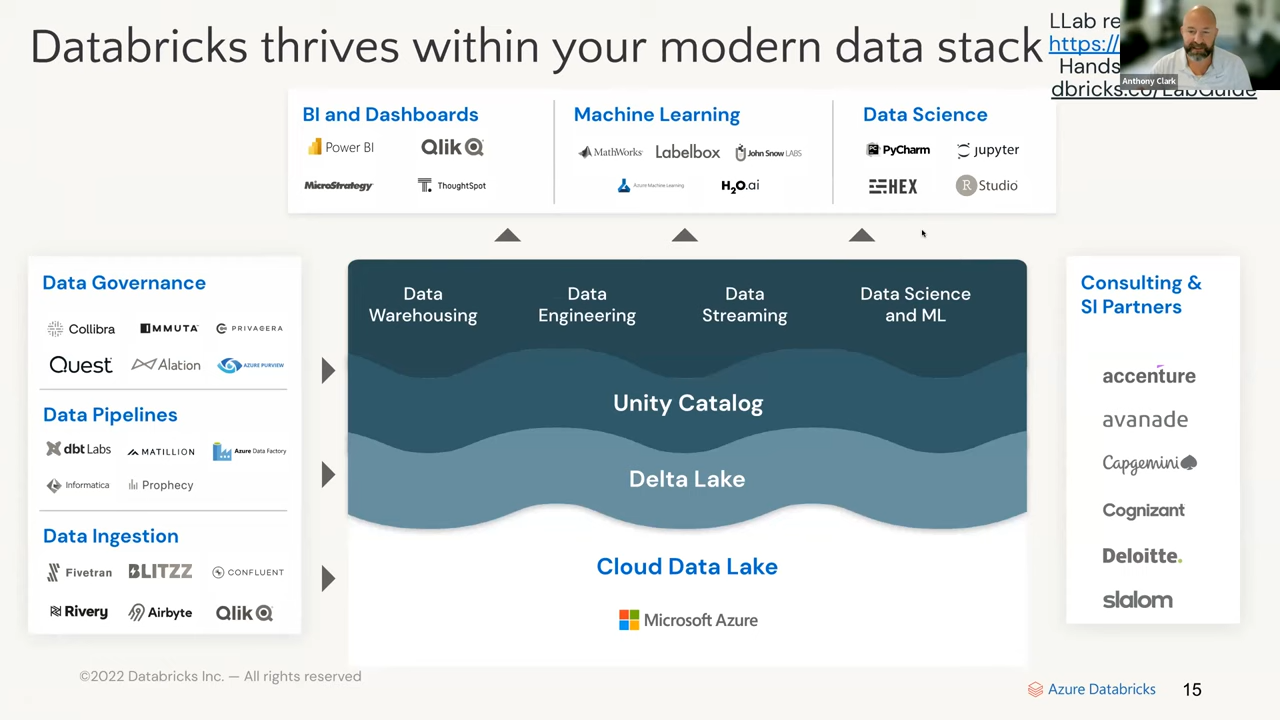 Databricks thrives within your modern data stack
LLab re
https://
Hands
dbricks.co/LabGuide
Anthony Clark
BI and Dashboards
Power BI
Qlik
MicroStrategy
ThoughtSpot
Machine Learning
MathWorks
Labelbox
John Snow LABS
Azure Machine Learning
H2O.ai
Data Science
PyCharm
Jupyter
HEX
R Studio
Data Governance
Collibra
IMMUTA
PRIVACERA
Quest
Alation
AZURE PURVIEW
Data Pipelines
dbt Labs
MATILLION
Azure Data Factory
Informatica
Prophecy
Data Ingestion
Fivetran
BLITZZ
CONFLUENT
Rivery
Airbyte
Qlik
Data
Warehousing
Data
Engineering
Data
Streaming
Data Science
and ML
Unity Catalog
Delta Lake
Cloud Data Lake
Microsoft Azure
Consulting &
SI Partners
accenture
avanade
Capgemini
Cognizant
Deloitte.
slalom
©2022 Databricks Inc. — All rights reserved
Azure Databricks
15